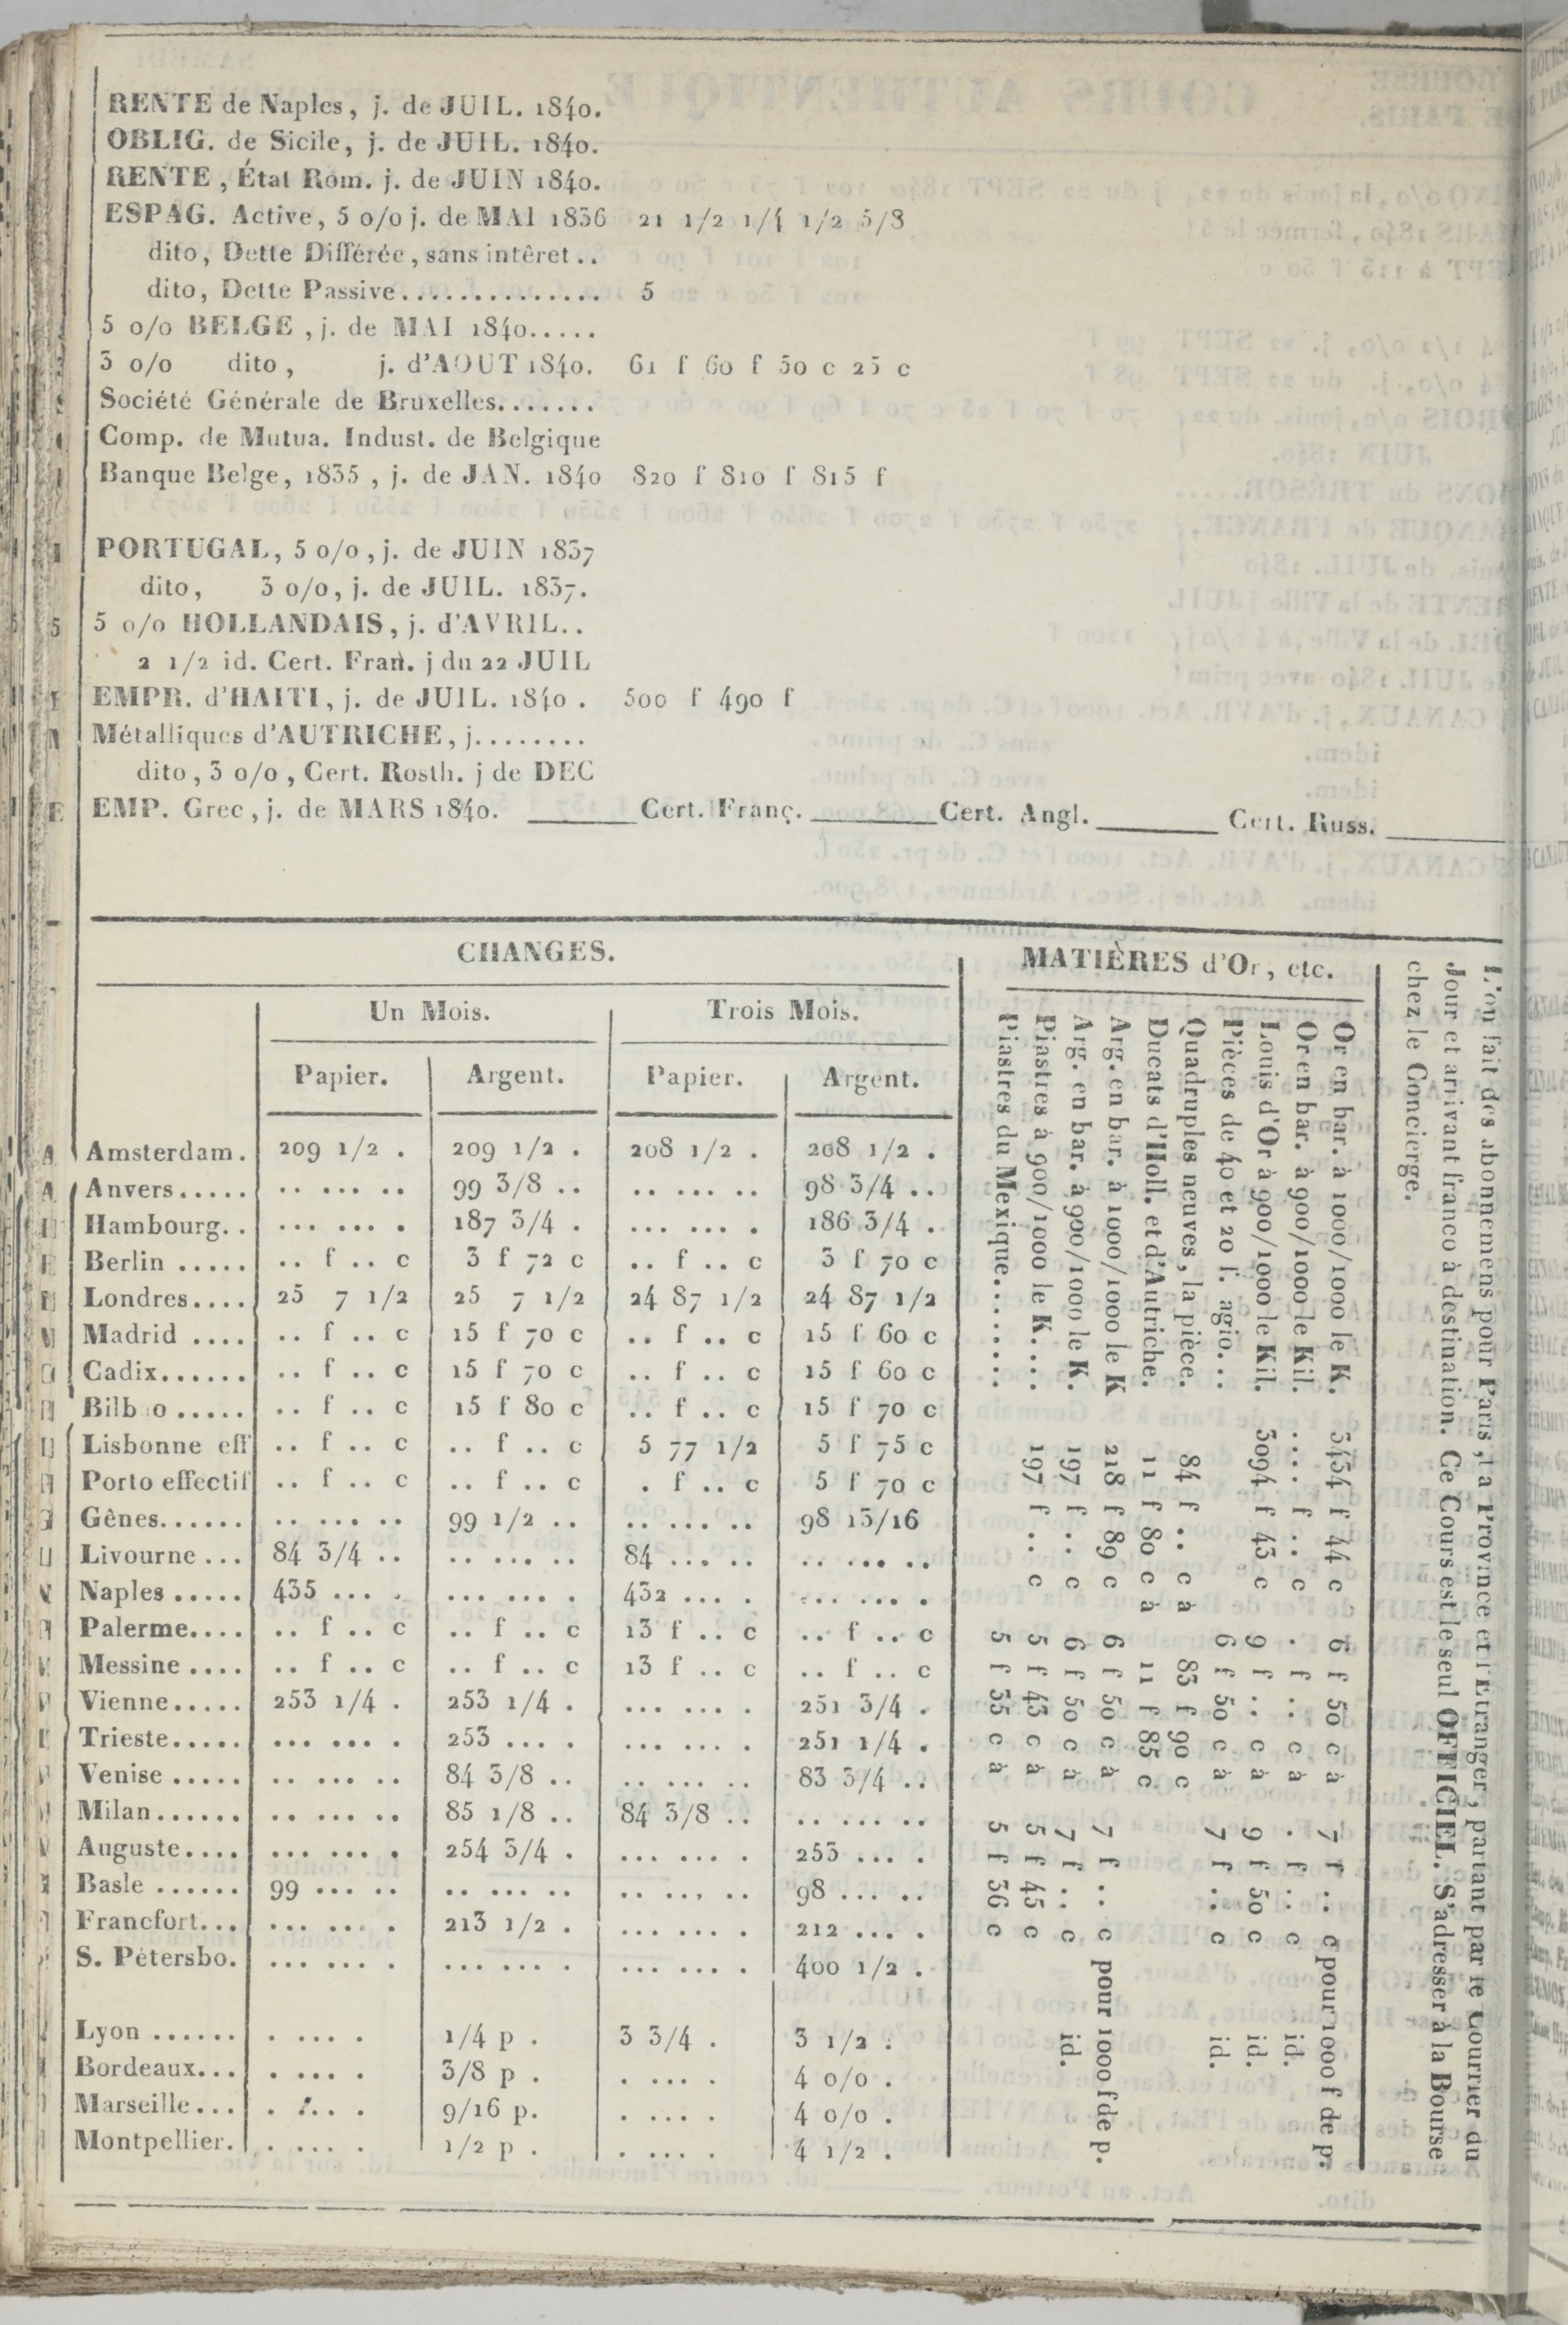 RENTE de Naples, j. de JUIL. 1840.
OBLIG. de Sicile, j. de JUIL. 1840.
RENTE, État Rom. j. de JUIN 1840.
ESPAG. Active, 5 o/o j. de MAI 1836 21 1/2 1/4 1/2 5/8
dito, Dette Différée, sans intêret..
dito, Dette Passive.............. 5
5 o/o BELGE, j. de MAI 1840.....
3 o/o dito, j. d'AOUT 1840. 61 f 60 f 50 c 25 c
Société Générale de Bruxelles.......
Comp. de Mutua. Indust. de Belgique
Banque Belge, 1835, j. de JAN. 1840 820 f 810 f 815 f
PORTUGAL, 5 o/o, j. de JUIN 1837
dito, 3 o/o, j. de JUIL. 1837.
5 o/o HOLLANDAIS, j. d'AVRIL..
2 1/2 id. Cert. Fran. j du 22 JUIL
EMPR. d'HAITI, j. de JUIL. 1840. 500 f 490 f
Métalliques d'AUTRICHE, j........
dito, 3 o/o, Cert. Rosth. j de DEC
EMP. Grec, j. de MARS 1840. ______ Cert. Franç. ______ Cert. Angl. ______ Cert. Russ. ______
CHANGES.
Un Mois. Trois Mois.
Papier. Argent. Papier. Argent.
Amsterdam. 209 1/2 . 209 1/2 . 208 1/2 . 208 1/2 .
Anvers..... .. ... .. 99 3/8 .. .. ... .. 98 3/4 ..
Hambourg.. ... ... . 187 3/4 . ... ... . 186 3/4 .
Berlin ..... .. f .. c 3 f 72 c .. f .. c 3 f 70 c
Londres.... 25 7 1/2 25 7 1/2 24 87 1/2 24 87 1/2
Madrid .... .. f .. c 15 f 70 c .. f .. c 15 f 60 c
Cadix...... .. f .. c 15 f 70 c .. f .. c 15 f 60 c
Bilb o ..... .. f .. c 15 f 80 c .. f .. c 15 f 70 c
Lisbonne eff .. f .. c .. f .. c 5 77 1/2 5 f 75 c
Porto effectif .. f .. c .. f .. c . f .. c 5 f 70 c
Gênes...... .. ... .. 99 1/2 .. .. ... .. 98 13/16
Livourne ... 84 3/4 .. .. ... .. 84 ... .. .. ... ..
Naples ..... 435 ... . ... ... . 432 ... . ... ... .
Palerme.... .. f .. c .. f .. c 13 f .. c .. f .. c
Messine .... .. f .. c .. f .. c 13 f .. c .. f .. c
Vienne..... 253 1/4 . 253 1/4 . ... ... . 251 3/4 .
Trieste..... ... ... . 253 ... . ... ... . 251 1/4 .
Venise ..... .. ... .. 84 3/8 .. .. ... .. 83 3/4 ..
Milan...... .. ... .. 85 1/8 .. 84 3/8 .. .. ... ..
Auguste.... ... ... . 254 3/4 . ... ... . 253 ... .
Basle ...... 99 ... .. .. ... .. .. ... .. 98 ... ..
Francfort... ... ... . 213 1/2 . ... ... . 212 ... .
S. Pétersbo. ... ... . ... ... . ... ... . 400 1/2 .
Lyon ...... . .... . 1/4 p . 3 3/4 . 3 1/2 .
Bordeaux... . .... . 3/8 p . . .... . 4 o/o .
Marseille... . .... . 9/16 p. . .... . 4 o/o .
Montpellier. . .... . 1/2 p . . .... . 4 1/2 .
MATIÈRES d'Or, etc.
Or en bar. à 1000/1000 le K. 3434 f 44 c 6 f 50 c à 7 f .. c pour 1000 f de p.
Or en bar. à 900/1000 le Kil. .... f .. c . f .. c à . f .. c id.
Louis d'Or à 900/1000 le Kil. 3094 f 43 c 9 f .. c à 9 f 50 c id.
Pièces de 40 et 20 f. agio... 6 f 50 c à 7 f .. c id.
Quadruples neuves, la pièce. 84 f .. c à 83 f 90 c
Ducats d'Holl. et d'Autriche. 11 f 80 c à 11 f 85 c
Arg. en bar. à 1000/1000 le K 218 f 89 c 6 f 50 c à 7 f .. c pour 1000 f de p.
Arg. en bar. à 900/1000 le K. 197 f .. c 6 f 50 c à 7 f .. c id.
Piastres à 900/1000 le K.... 197 f .. c 5 f 43 c à 5 f 45 c
Piastres du Mexique....... 5 f 35 c à 5 f 36 c
L'on fait des abonnemens pour Paris, la Province et l'Etranger, partant par le Courrier du
Jour et arrivant franco à destination. Ce Cours est le seul OFFICIEL. S'adresser à la Bourse
chez le Concierge.